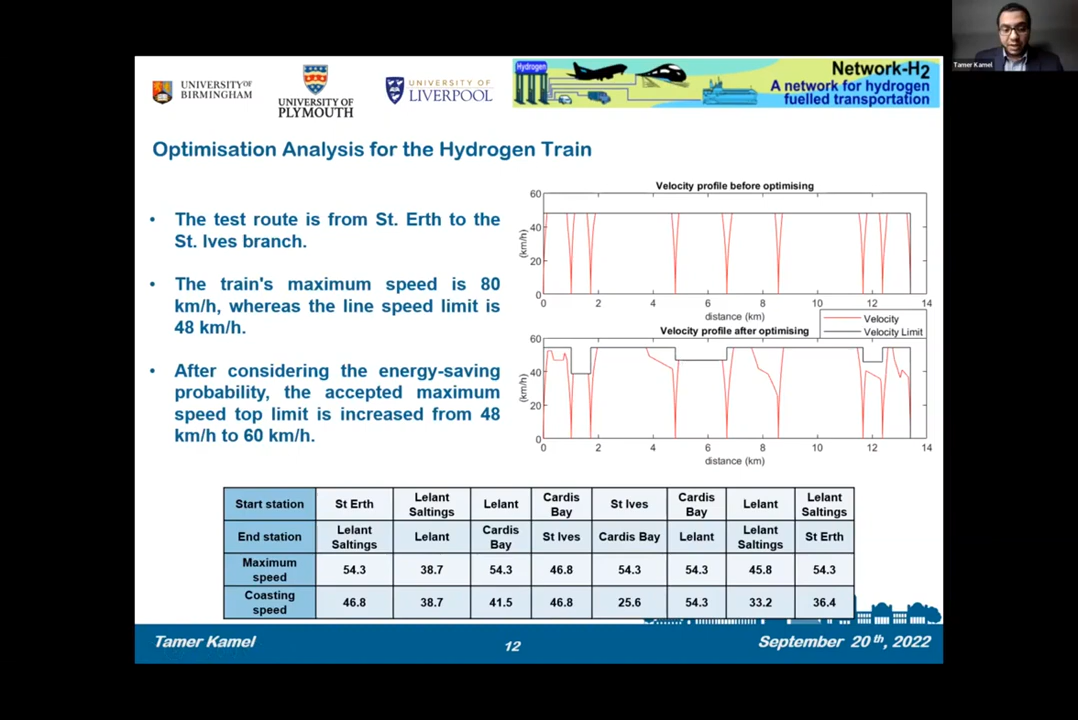 Tamer Kamel
UNIVERSITY OF
BIRMINGHAM
UNIVERSITY OF
PLYMOUTH
UNIVERSITY OF
LIVERPOOL
Hydrogen
Network-H2
A network for hydrogen
fuelled transportation
Optimisation Analysis for the Hydrogen Train
• The test route is from St. Erth to the
St. Ives branch.
• The train's maximum speed is 80
km/h, whereas the line speed limit is
48 km/h.
• After considering the energy-saving
probability, the accepted maximum
speed top limit is increased from 48
km/h to 60 km/h.
Velocity profile before optimising
60
40
20
0
(km/h)
0 2 4 6 8 10 12 14
distance (km)
Velocity
Velocity Limit
Velocity profile after optimising
60
40
20
0
(km/h)
0 2 4 6 8 10 12 14
distance (km)
Start station St Erth Lelant Saltings Lelant Cardis Bay St Ives Cardis Bay Lelant Lelant Saltings
End station Lelant Saltings Lelant Cardis Bay St Ives Cardis Bay Lelant Lelant Saltings St Erth
Maximum speed 54.3 38.7 54.3 46.8 54.3 54.3 45.8 54.3
Coasting speed 46.8 38.7 41.5 46.8 25.6 54.3 33.2 36.4
Tamer Kamel 12 September 20th, 2022